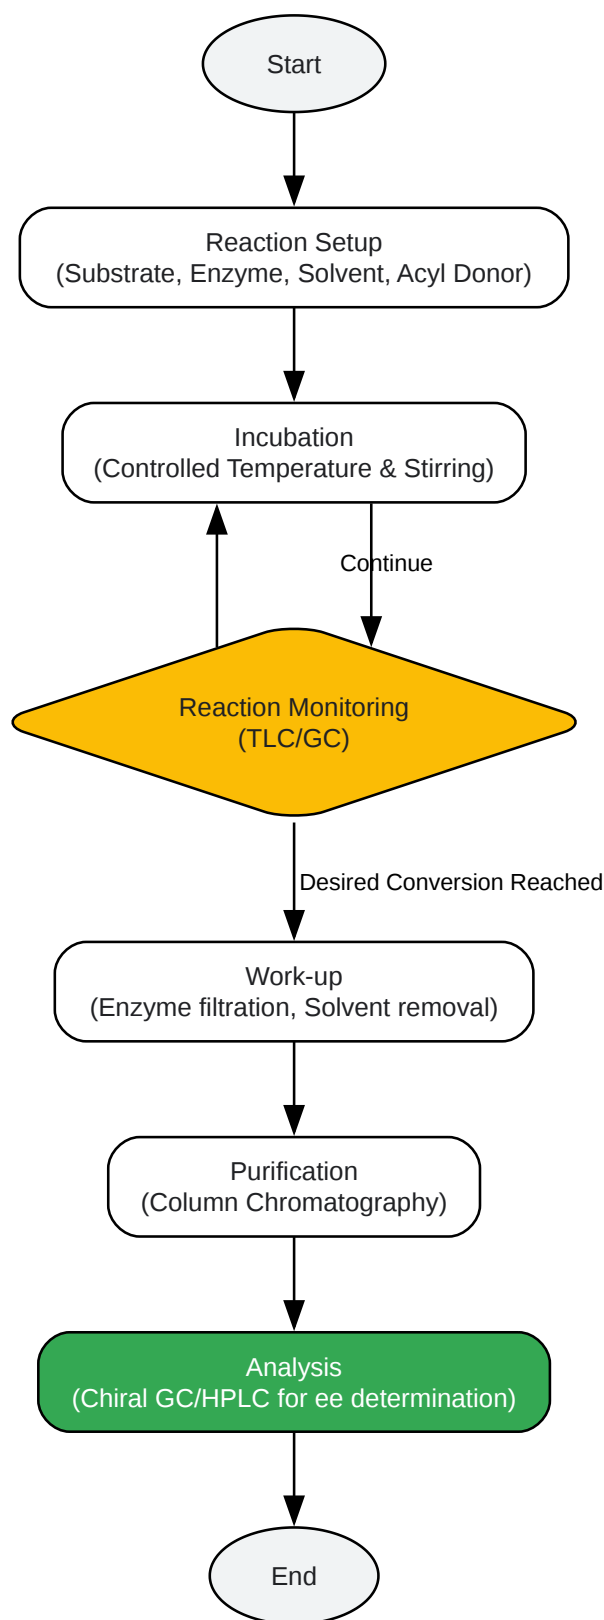 Start
Reaction Setup
(Substrate, Enzyme, Solvent, Acyl Donor)
Incubation
(Controlled Temperature & Stirring)
Continue
Reaction Monitoring
(TLC/GC)
Desired Conversion Reached
Work-up
(Enzyme filtration, Solvent removal)
Purification
(Column Chromatography)
Analysis
(Chiral GC/HPLC for ee determination)
End